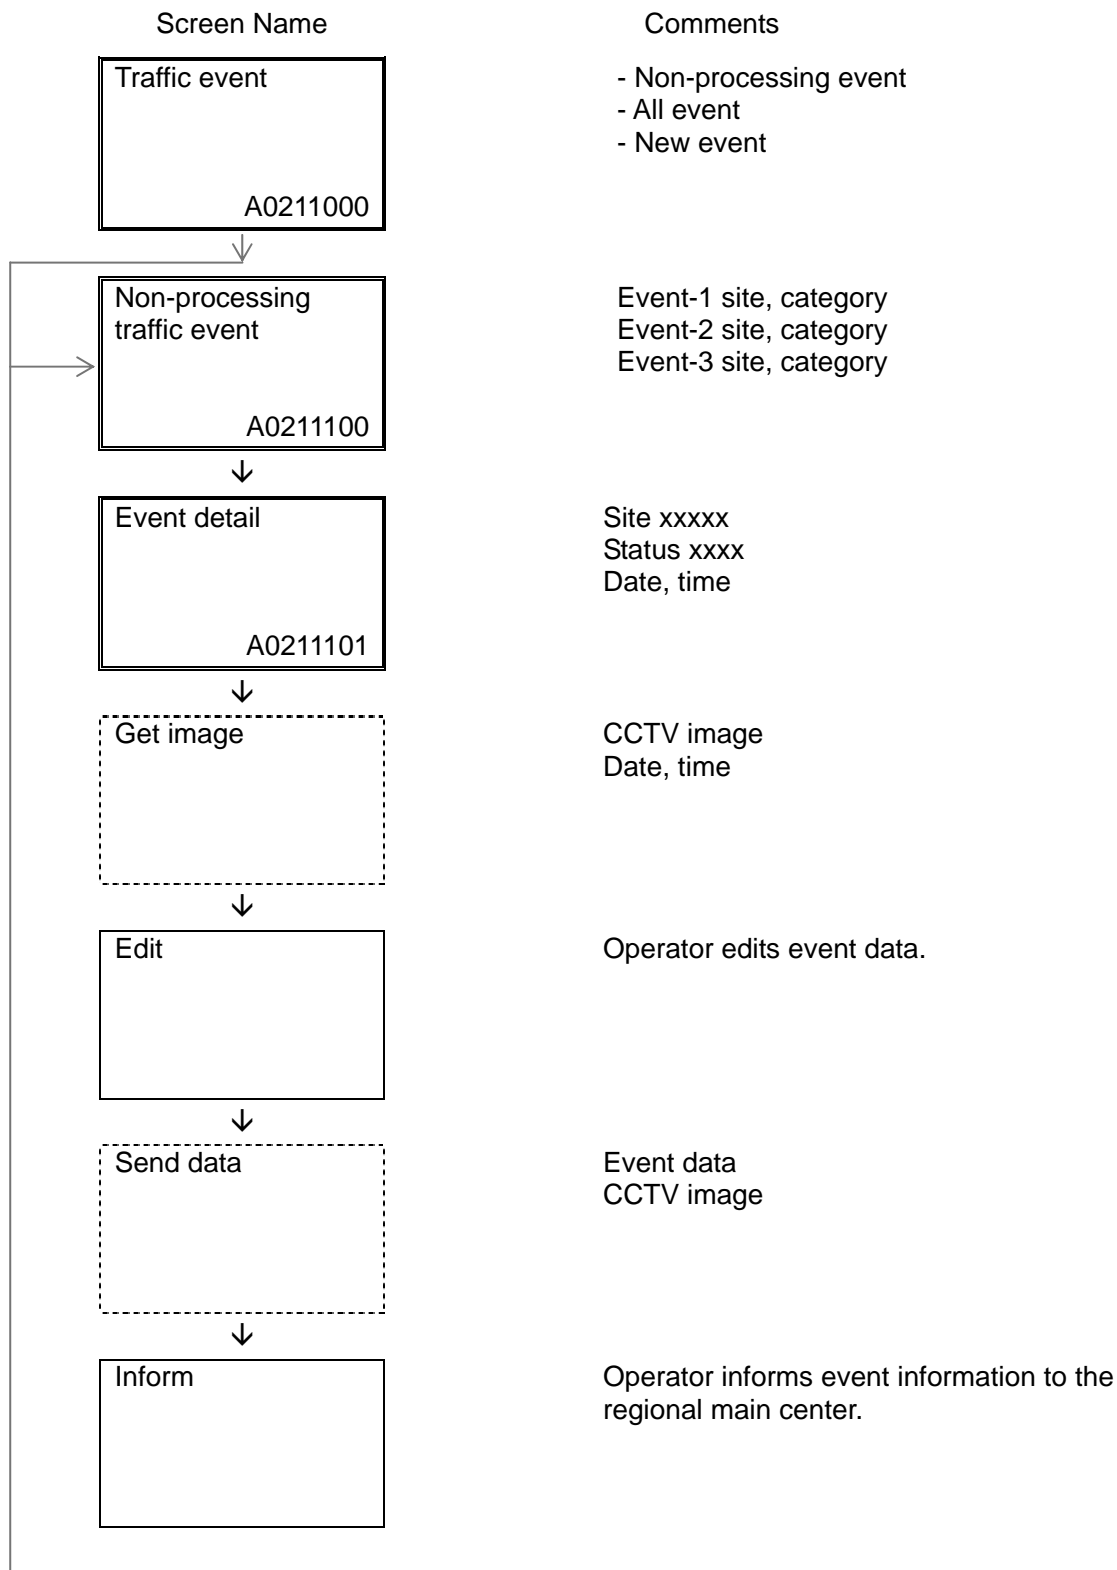 Screen Name
Comments
Traffic event
A0211000
- Non-processing event
- All event
- New event
Non-processing
traffic event
A0211100
Event-1 site, category
Event-2 site, category
Event-3 site, category
Event detail
A0211101
Site xxxxx
Status xxxx
Date, time
Get image
CCTV image
Date, time
Edit
Operator edits event data.
Send data
Event data
CCTV image
Inform
Operator informs event information to the
regional main center.